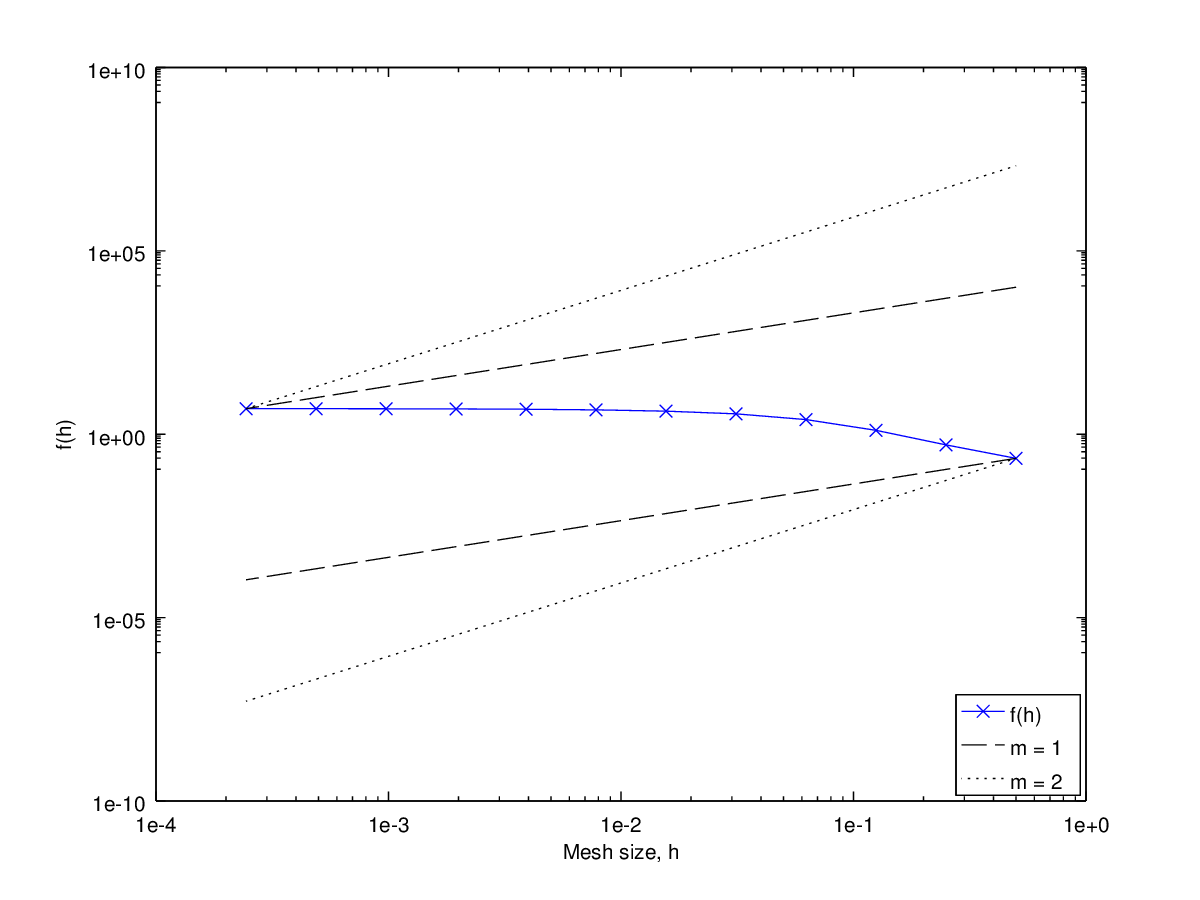 1e+10
1e+05
1e+00
1e-05
1e-10
f(h)
1e-4
1e-3
1e-2
1e-1
1e+0
Mesh size, h
f(h)
m = 1
m = 2